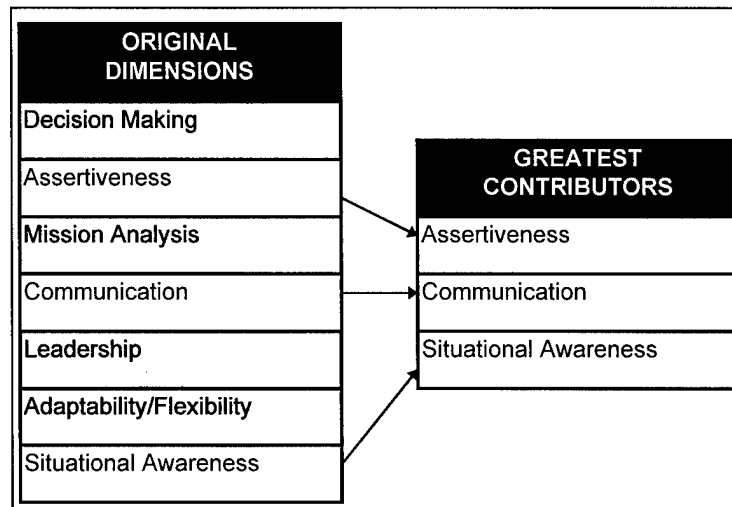 ORIGINAL
DIMENSIONS
Decision Making
Assertiveness
Mission Analysis
Communication
Leadership
Adaptability/Flexibility
Situational Awareness
GREATEST
CONTRIBUTORS
Assertiveness
Communication
Situational Awareness